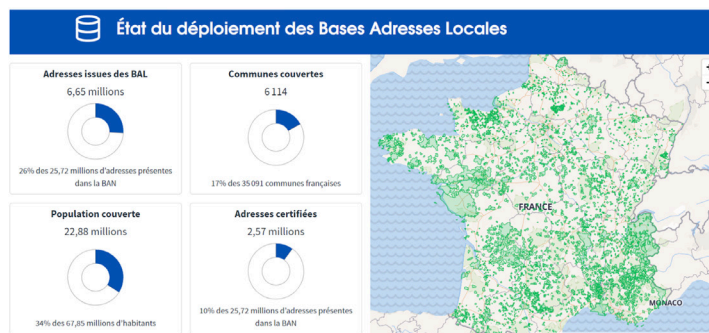 État du déploiement des Bases Adresses Locales
Adresses issues des BAL
6,65 millions
26% des 25,72 millions d'adresses présentes
dans la BAN
Communes couvertes
6 114
17% des 35 091 communes françaises
Population couverte
22,88 millions
34% des 67,85 millions d'habitants
Adresses certifiées
2,57 millions
10% des 25,72 millions d'adresses présentes
dans la BAN
FRANCE
MONACO